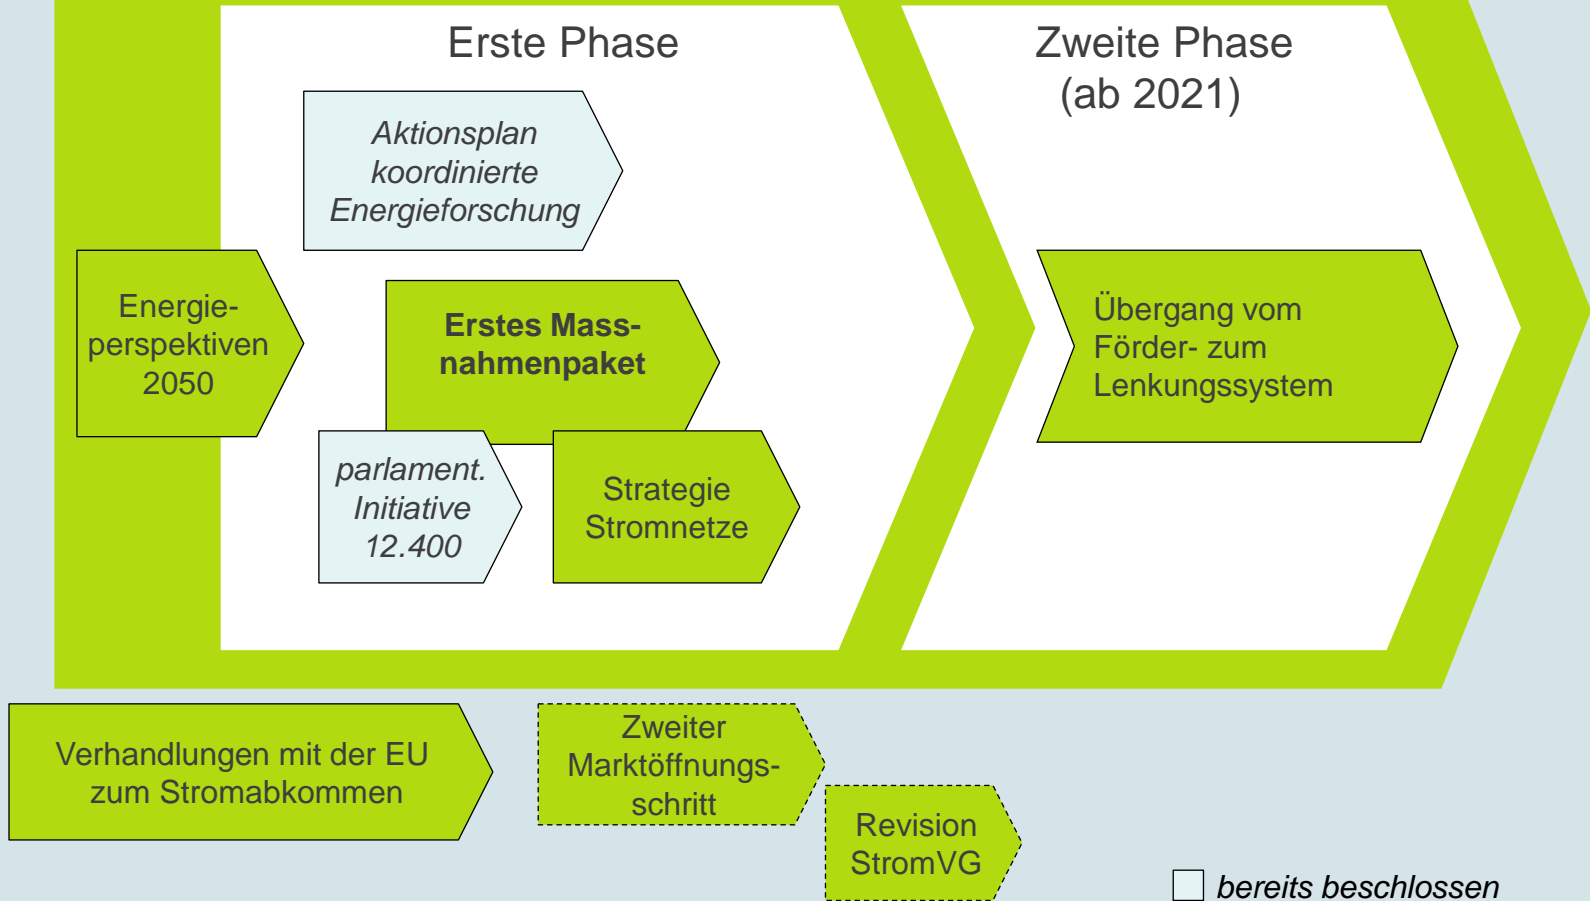 Erste Phase
Zweite Phase
(ab 2021)
Aktionsplan
koordinierte
Energieforschung
Energie-
perspektiven
2050
Erstes Mass-
nahmenpaket
Übergang vom
Förder- zum
Lenkungssystem
parlament.
Initiative
12.400
Strategie
Stromnetze
Verhandlungen mit der EU
zum Stromabkommen
Zweiter
Marktöffnungs-
schritt
Revision
StromVG
bereits beschlossen